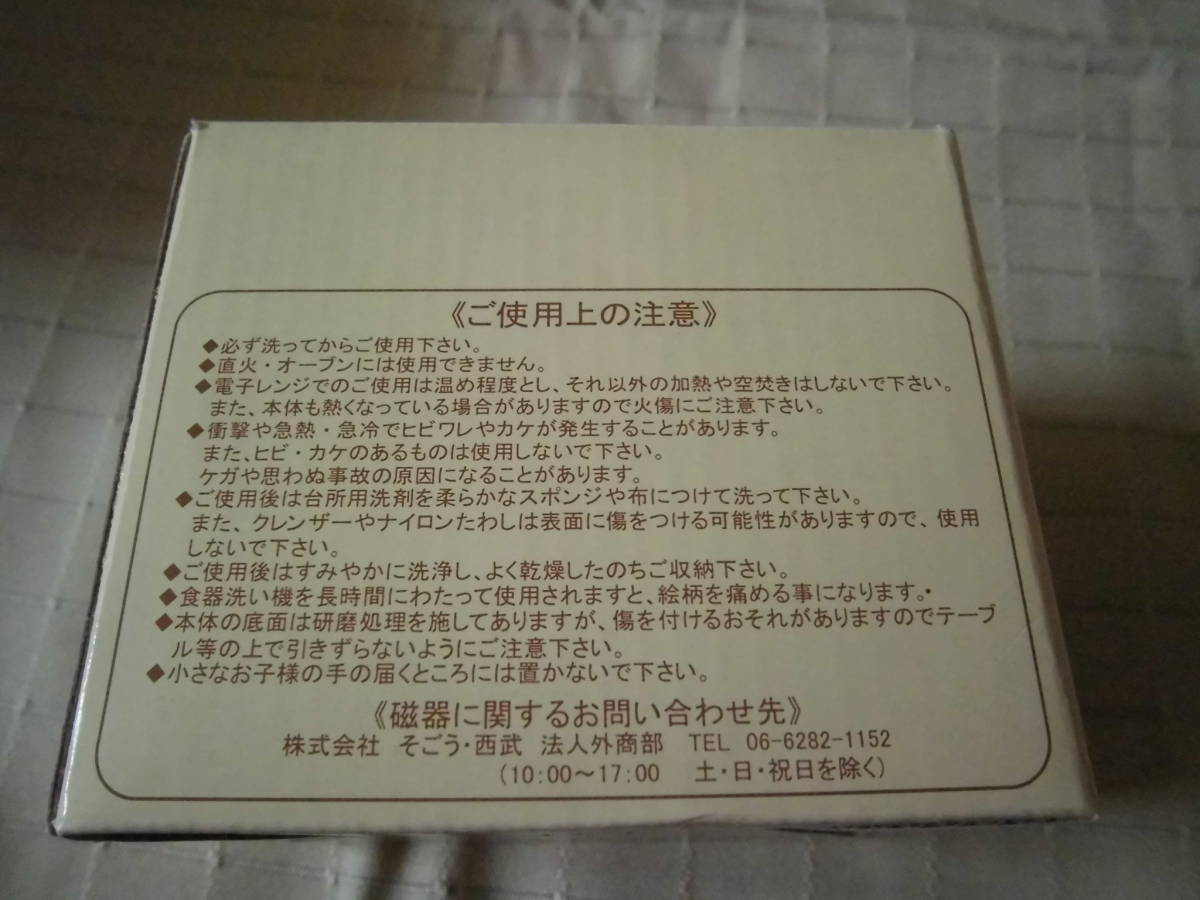 《ご使用上の注意》
◆必ず洗ってからご使用下さい。
◆直火・オーブンには使用できません。
◆電子レンジでのご使用は温め程度とし、それ以外の加熱や空焚きはしないで下さい。
また、本体も熱くなっている場合がありますので火傷にご注意下さい。
◆衝撃や急熱・急冷でヒビワレやカケが発生することがあります。
また、ヒビ・カケのあるものは使用しないで下さい。
ケガや思わぬ事故の原因になることがあります。
◆ご使用後は台所用洗剤を柔らかなスポンジや布につけて洗って下さい。
また、クレンザーやナイロンたわしは表面に傷をつける可能性がありますので、使用
しないで下さい。
◆ご使用後はすみやかに洗浄し、よく乾燥したのちご収納下さい。
◆食器洗い機を長時間にわたって使用されますと、絵柄を痛める事になります。・
◆本体の底面は研磨処理を施してありますが、傷を付けるおそれがありますのでテーブ
ル等の上で引きずらないようにご注意下さい。
◆小さなお子様の手の届くところには置かないで下さい。
《磁器に関するお問い合わせ先》
株式会社 そごう・西武 法人外商部 TEL 06-6282-1152
(10:00～17:00 土・日・祝日を除く)